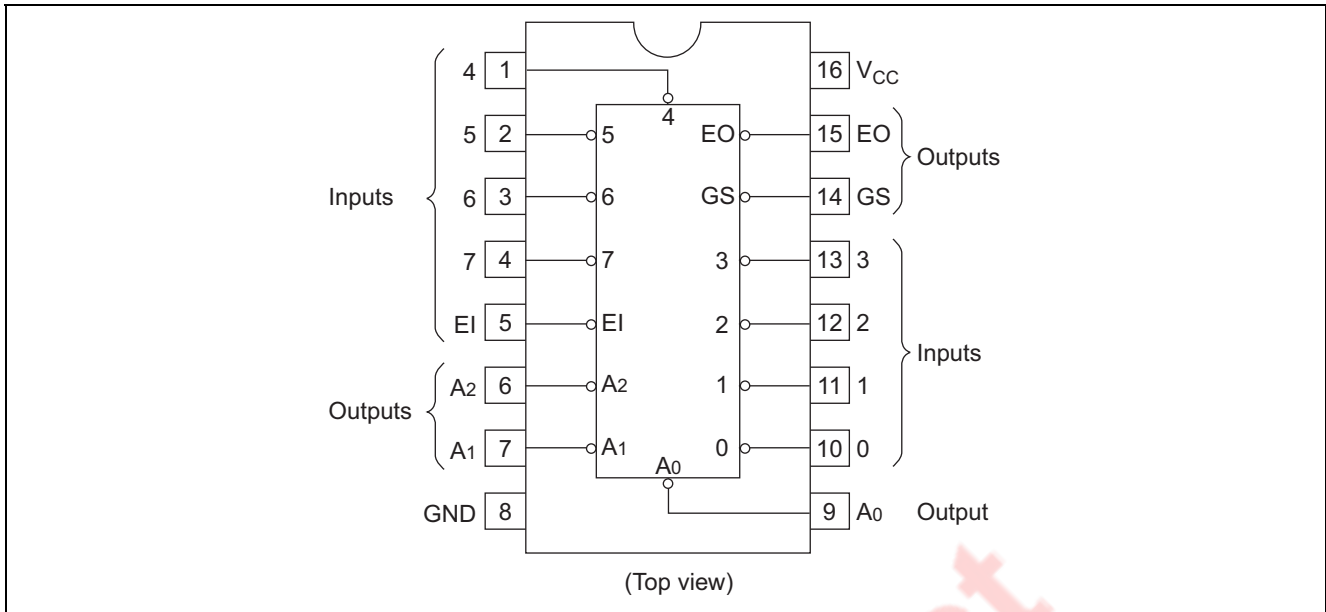 4 1 16 VCC
4
5 2 5 EO 15 EO
Outputs
6 3 6 GS 14 GS
Inputs
7 4 7 3 13 3
EI 5 EI 2 12 2
Inputs
A2 6 A2 1 11 1
Outputs
A1 7 A1 0 10 0
A0
GND 8 9 A0 Output
(Top view)